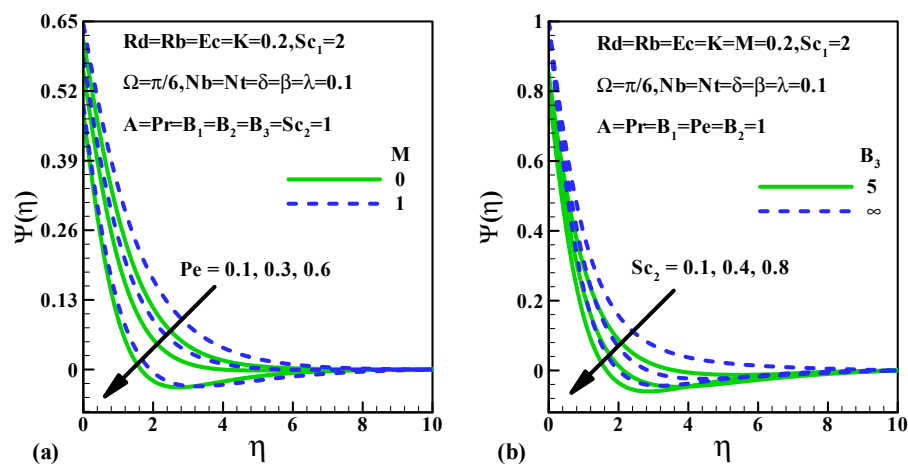 0.65
0.52
0.39
0.26
0.13
0
Ψ(η)
Rd=Rb=Ec=K=0.2,Sc₁=2
Ω=π/6,Nb=Nt=δ=β=λ=0.1
A=Pr=B₁=B₂=B₃=Sc₂=1
M
0
1
Pe = 0.1, 0.3, 0.6
0 2 4 6 8 10
(a) η
1
0.8
0.6
0.4
0.2
0
Ψ(η)
Rd=Rb=Ec=K=M=0.2,Sc₁=2
Ω=π/6,Nb=Nt=δ=β=λ=0.1
A=Pr=B₁=Pe=B₂=1
B₃
5
∞
Sc₂ = 0.1, 0.4, 0.8
0 2 4 6 8 10
(b) η